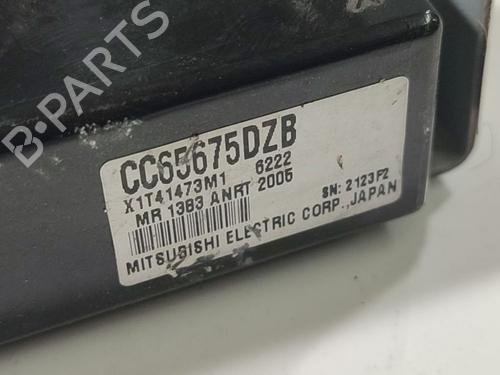 B-PARTS
CC65675DZB
X1T41473M1 6222
MR 1383 ANRT 2005
SN: 2123F2
MITSUBISHI ELECTRIC CORP., JAPAN